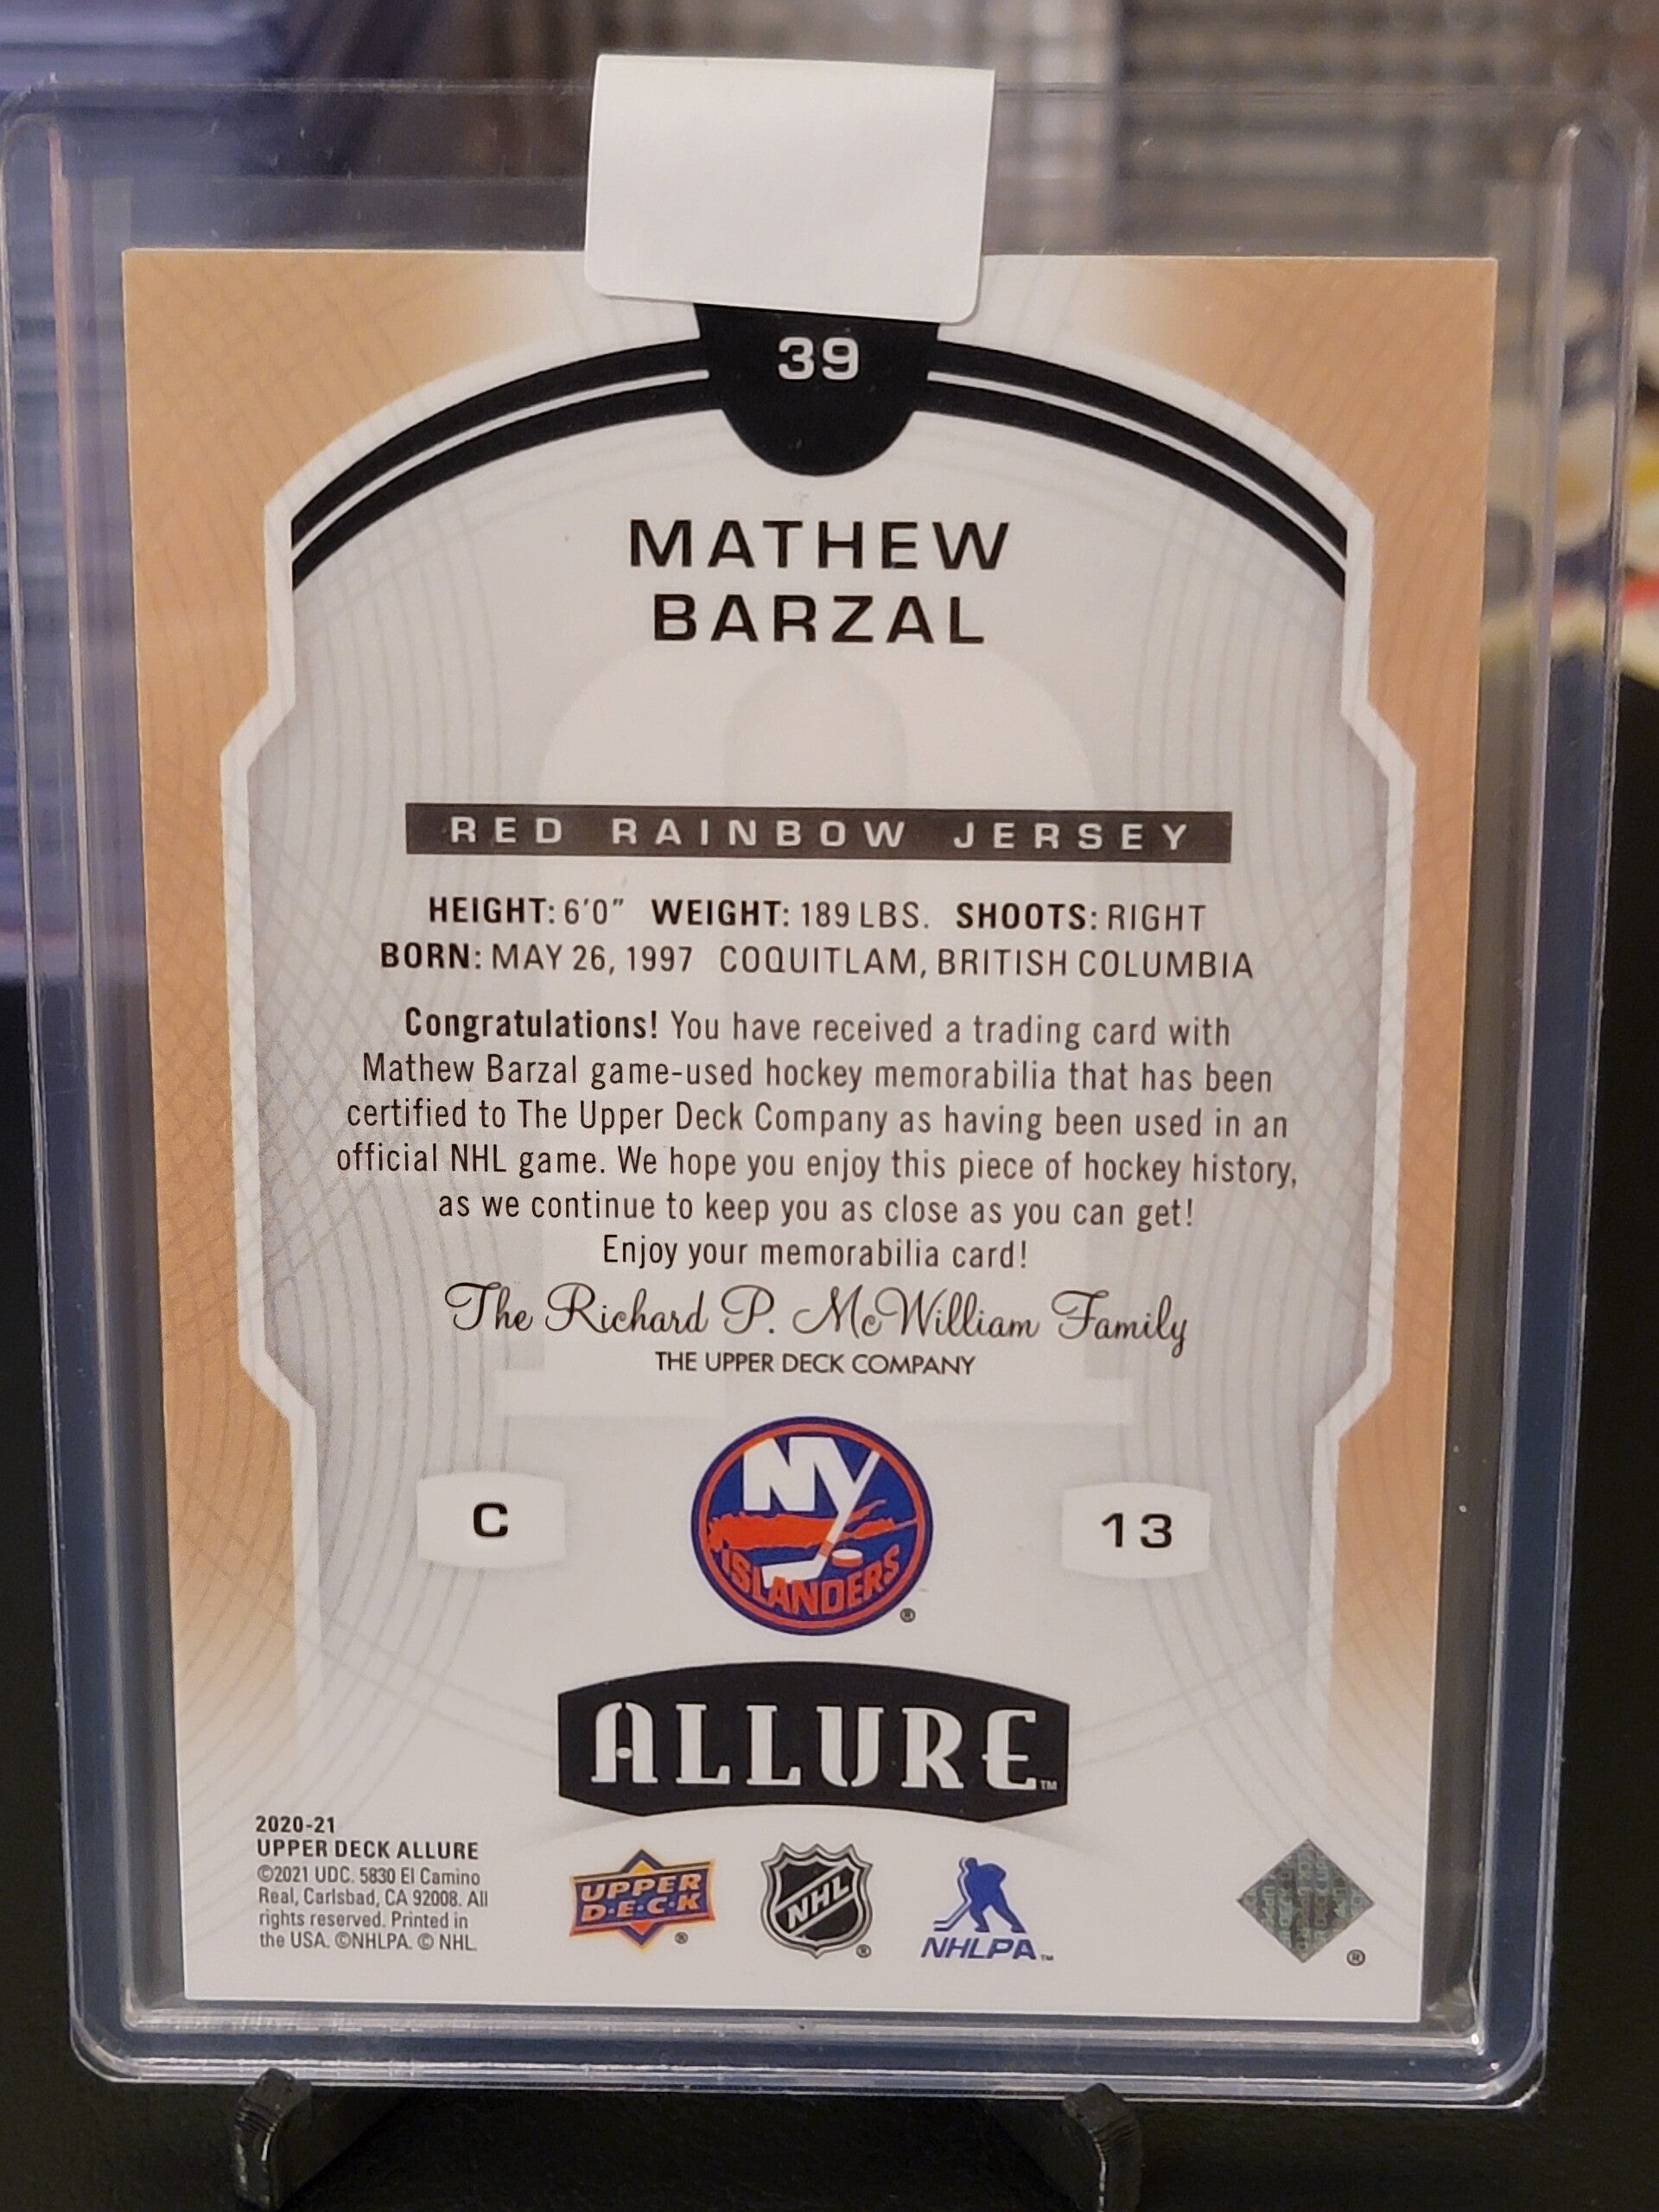 39
MATHEW
BARZAL
RED RAINBOW JERSEY
HEIGHT: 6'0" WEIGHT: 189 LBS. SHOOTS: RIGHT
BORN: MAY 26, 1997 COQUITLAM, BRITISH COLUMBIA
Congratulations! You have received a trading card with
Mathew Barzal game-used hockey memorabilia that has been
certified to The Upper Deck Company as having been used in an
official NHL game. We hope you enjoy this piece of hockey history,
as we continue to keep you as close as you can get!
Enjoy your memorabilia card!
The Richard P. McWilliam Family
THE UPPER DECK COMPANY
C
NY
ISLANDERS
®
13
ALLURE™
2020-21
UPPER DECK ALLURE
©2021 UDC. 5830 El Camino
Real, Carlsbad, CA 92008. All
rights reserved. Printed in
the USA. ©NHLPA. © NHL.
UPPER
D·E·C·K
®
NHL
®
NHLPA™
®